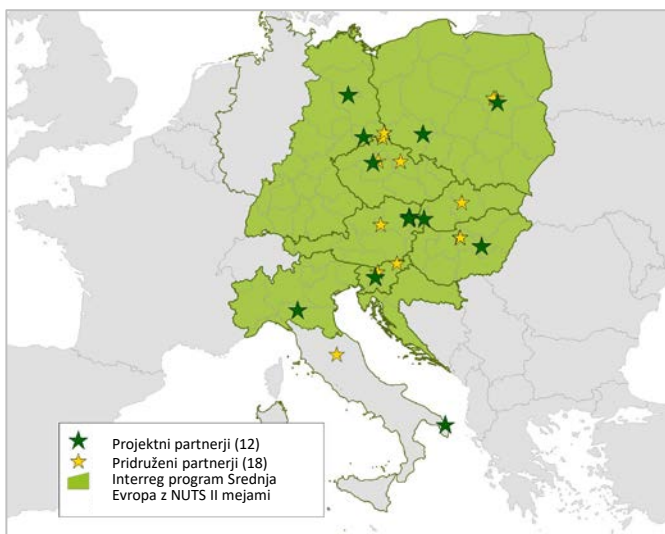 Projektni partnerji (12)
Pridruženi partnerji (18)
Interreg program Srednja
Evropa z NUTS II mejami